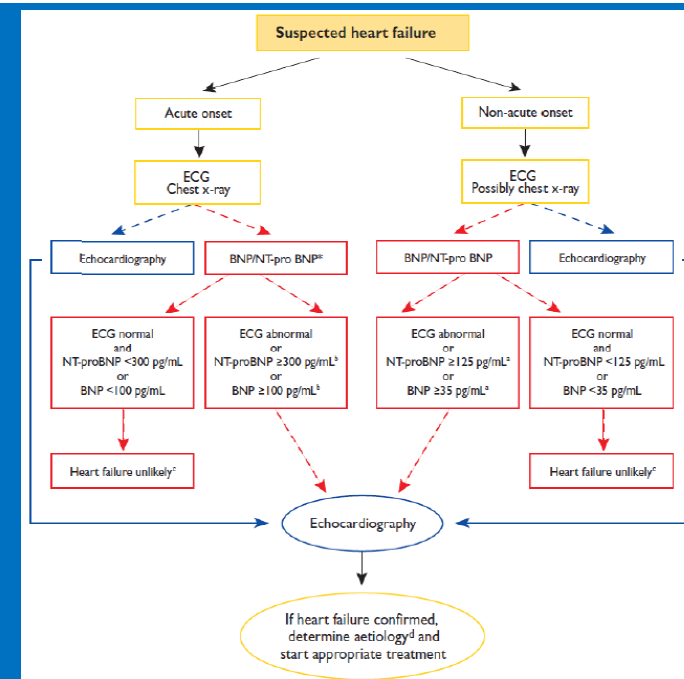 Suspected heart failure
Acute onset
Non-acute onset
ECG
Chest x-ray
ECG
Possibly chest x-ray
Echocardiography
BNP/NT-pro BNP*
BNP/NT-pro BNP
Echocardiography
ECG normal
and
NT-proBNP <300 pg/mL
or
BNP <100 pg/mL
ECG abnormal
or
NT-proBNP ≥300 pg/mLᵇ
or
BNP ≥100 pg/mLᵇ
ECG abnormal
or
NT-proBNP ≥125 pg/mLᵃ
or
BNP ≥35 pg/mLᵃ
ECG normal
and
NT-proBNP <125 pg/mL
or
BNP <35 pg/mL
Heart failure unlikelyᶜ
Heart failure unlikelyᶜ
Echocardiography
If heart failure confirmed,
determine aetiologyᵈ and
start appropriate treatment